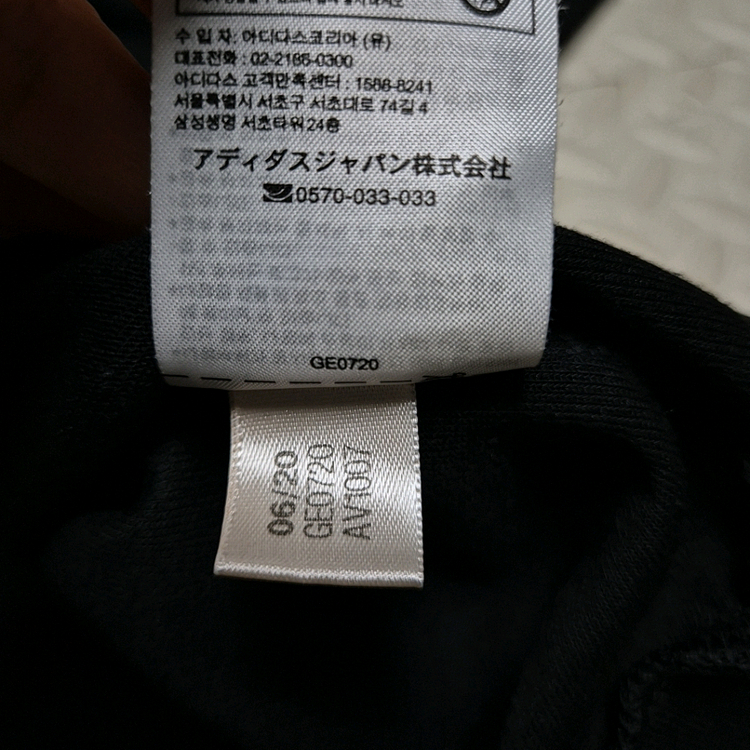 수 입 자: 아디다스코리아 (유)
대표전화 : 02-2186-0300
아디다스 고객만족센터 : 1588-8241
서울특별시 서초구 서초대로 74길 4
삼성생명 서초타워 24층
アディダスジャパン株式会社
0570-033-033
GE0720
06/20
GE0720
AV1007